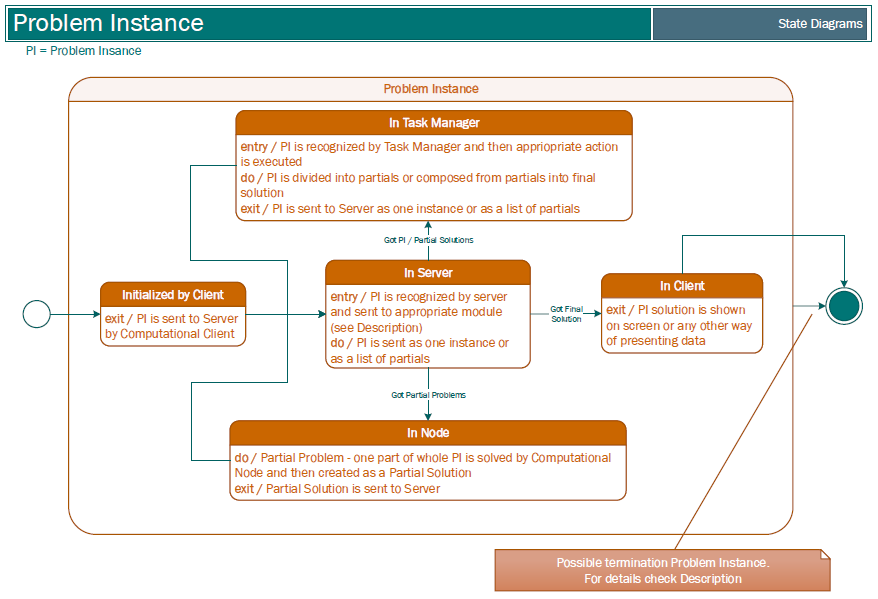 Problem Instance
State Diagrams
PI = Problem Insance
Problem Instance
In Task Manager
entry / PI is recognized by Task Manager and then appriopriate action
is executed
do / PI is divided into partials or composed from partials into final
solution
exit / PI is sent to Server as one instance or as a list of partials
Got PI / Partial Solutions
Initialized by Client
exit / PI is sent to Server
by Computational Client
In Server
entry / PI is recognized by server
and sent to appropriate module
(see Description)
do / PI is sent as one instance or
as a list of partials
Got Final
Solution
In Client
exit / PI solution is shown
on screen or any other way
of presenting data
Got Partial Problems
In Node
do / Partial Problem - one part of whole PI is solved by Computational
Node and then created as a Partial Solution
exit / Partial Solution is sent to Server
Possible termination Problem Instance.
For details check Description